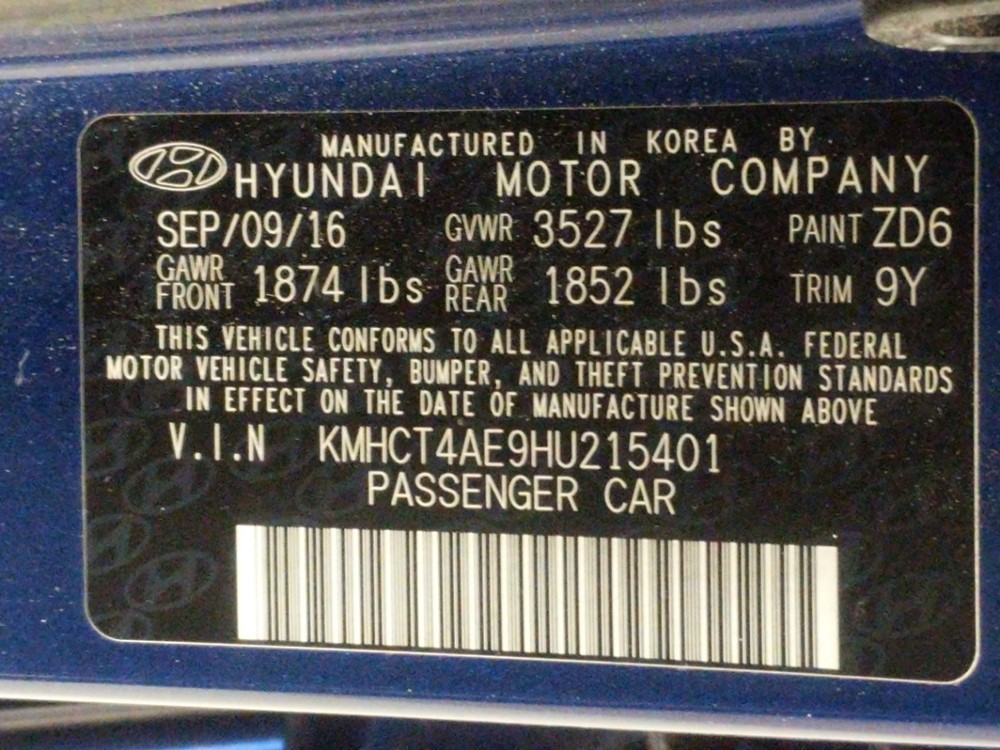 MANUFACTURED IN KOREA BY
HYUNDAI MOTOR COMPANY
SEP/09/16 GVWR 3527 lbs PAINT ZD6
GAWR FRONT 1874 lbs GAWR REAR 1852 lbs TRIM 9Y
THIS VEHICLE CONFORMS TO ALL APPLICABLE U.S.A. FEDERAL
MOTOR VEHICLE SAFETY, BUMPER, AND THEFT PREVENTION STANDARDS
IN EFFECT ON THE DATE OF MANUFACTURE SHOWN ABOVE
V.I.N KMHCT4AE9HU215401
PASSENGER CAR